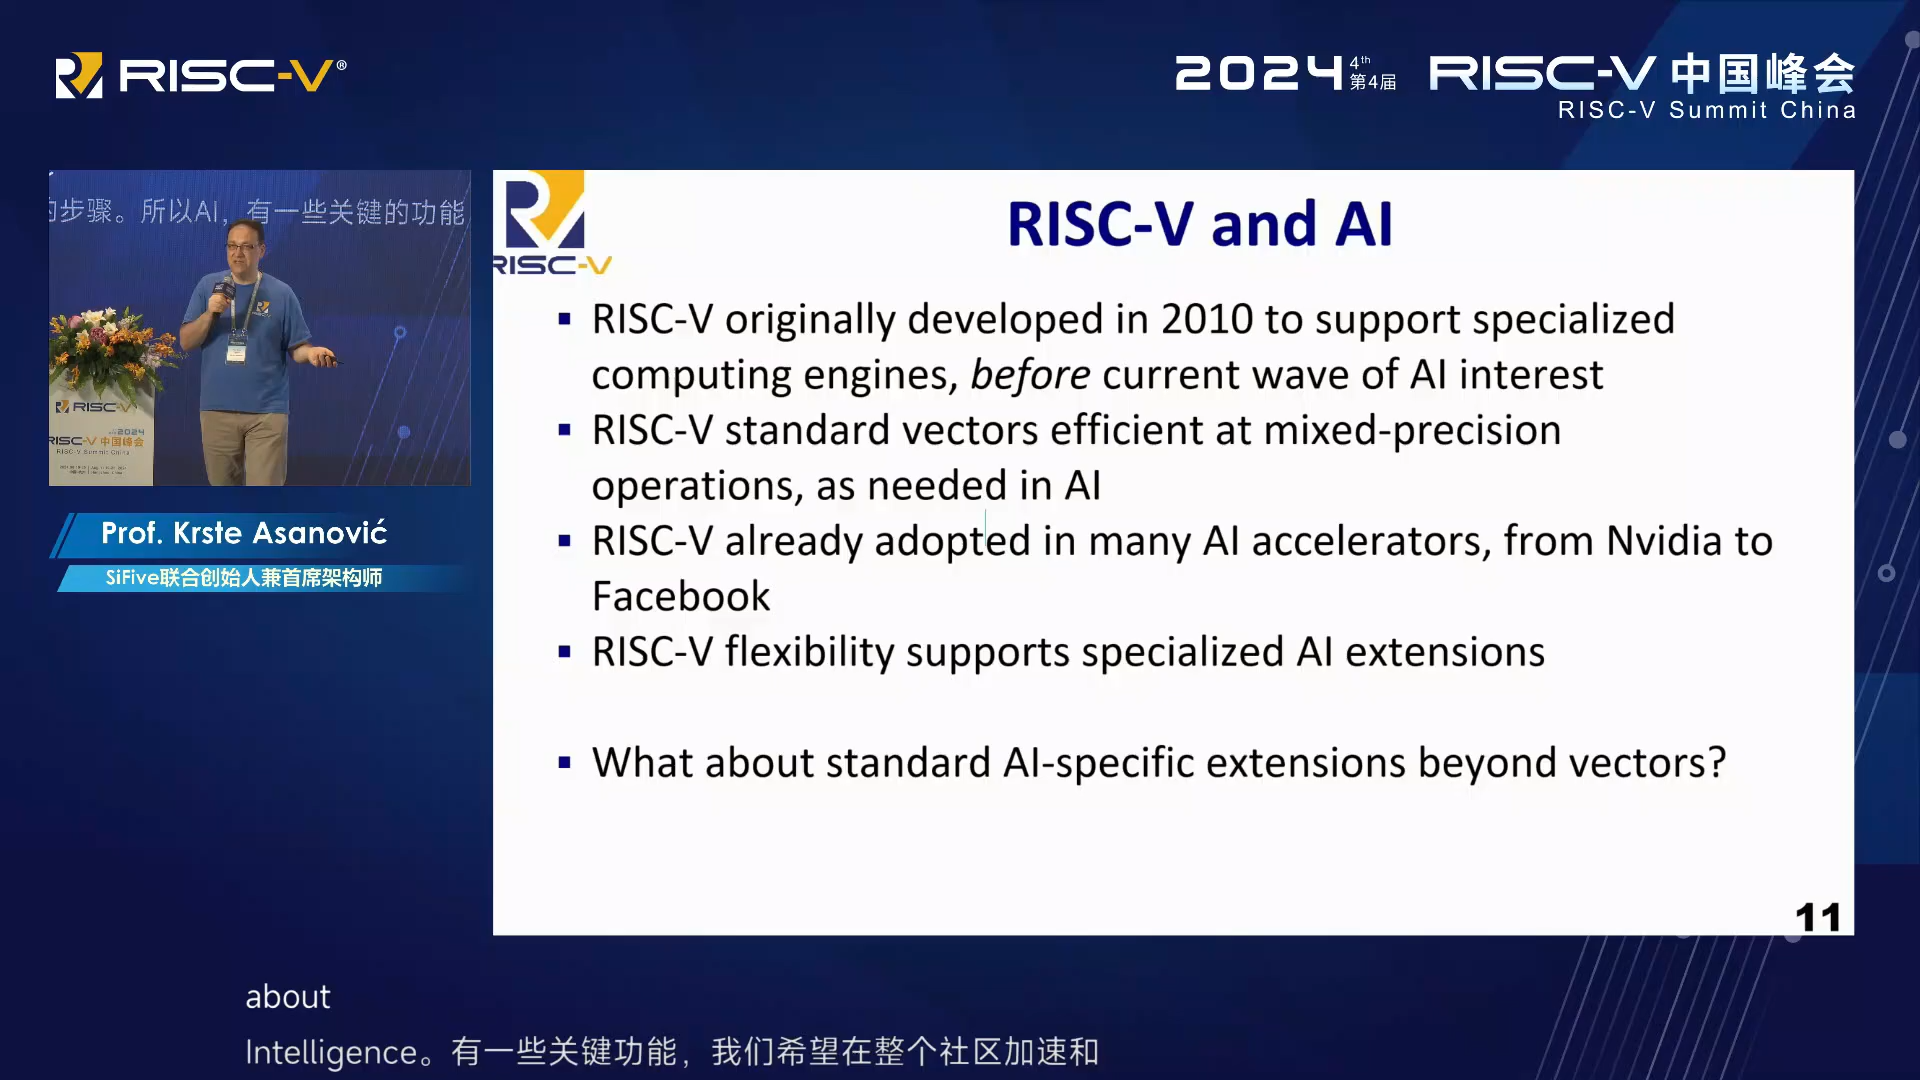 RISC-V®
2024 4th 第4届 RISC-V 中国峰会
RISC-V Summit China
的步骤。所以AI，有一些关键的功能
RISC-V
2024
RISC-V 中国峰会
RISC-V Summit China
Prof. Krste Asanović
SiFive联合创始人兼首席架构师
RISC-V
RISC-V and AI
▪ RISC-V originally developed in 2010 to support specialized
computing engines, before current wave of AI interest
▪ RISC-V standard vectors efficient at mixed-precision
operations, as needed in AI
▪ RISC-V already adopted in many AI accelerators, from Nvidia to
Facebook
▪ RISC-V flexibility supports specialized AI extensions
▪ What about standard AI-specific extensions beyond vectors?
11
about
Intelligence。有一些关键功能，我们希望在整个社区加速和